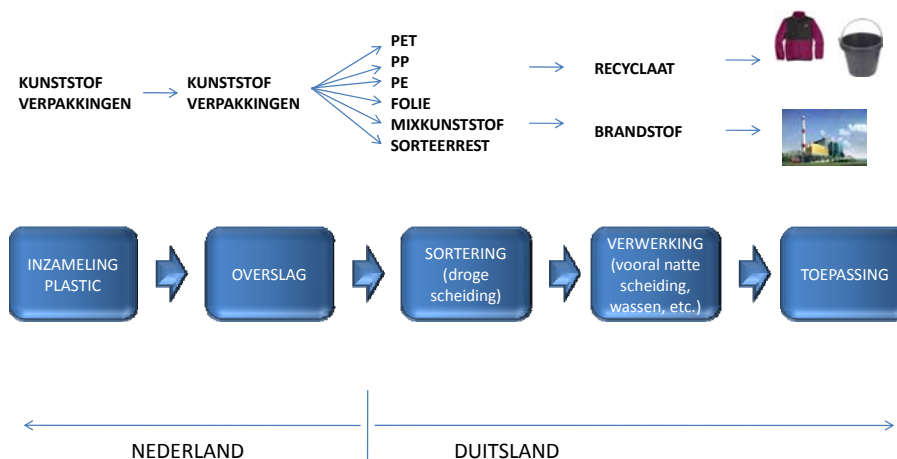 KUNSTSTOF
VERPAKKINGEN
KUNSTSTOF
VERPAKKINGEN
PET
PP
PE
FOLIE
MIXKUNSTSTOF
SORTEERREST
RECYCLAAT
BRANDSTOF
INZAMELING
PLASTIC
OVERSLAG
SORTERING
(droge
scheiding)
VERWERKING
(vooral natte
scheiding,
wassen, etc.)
TOEPASSING
NEDERLAND
DUITSLAND